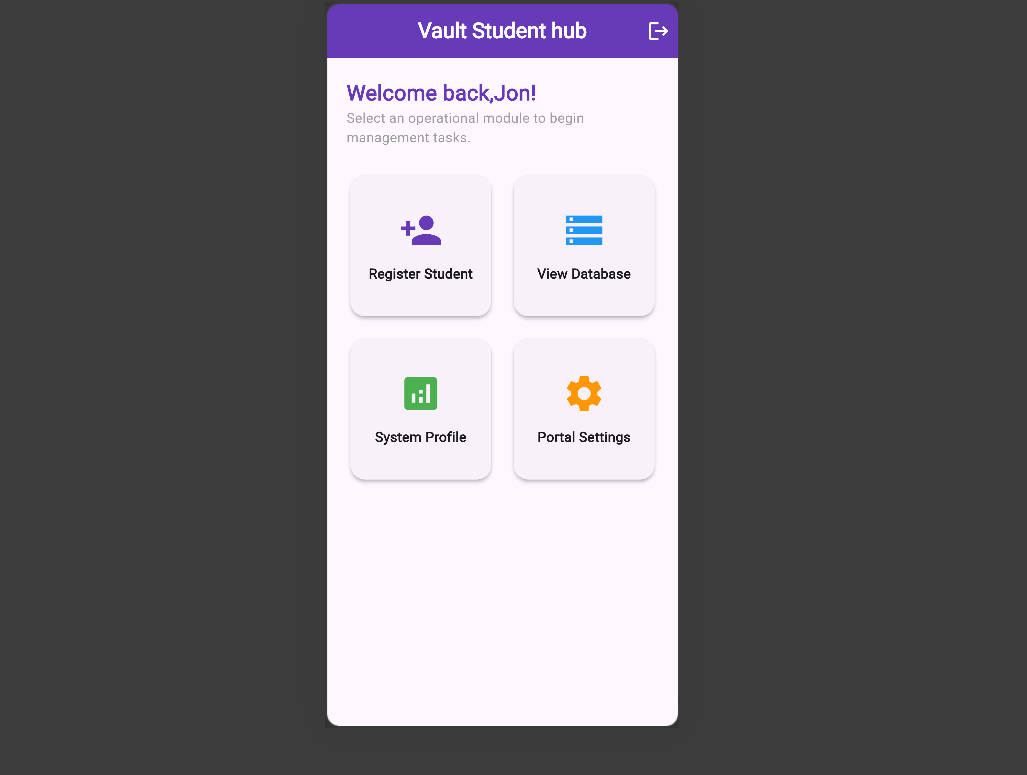 Vault Student hub
Welcome back,Jon!
Select an operational module to begin
management tasks.
Register Student
View Database
System Profile
Portal Settings